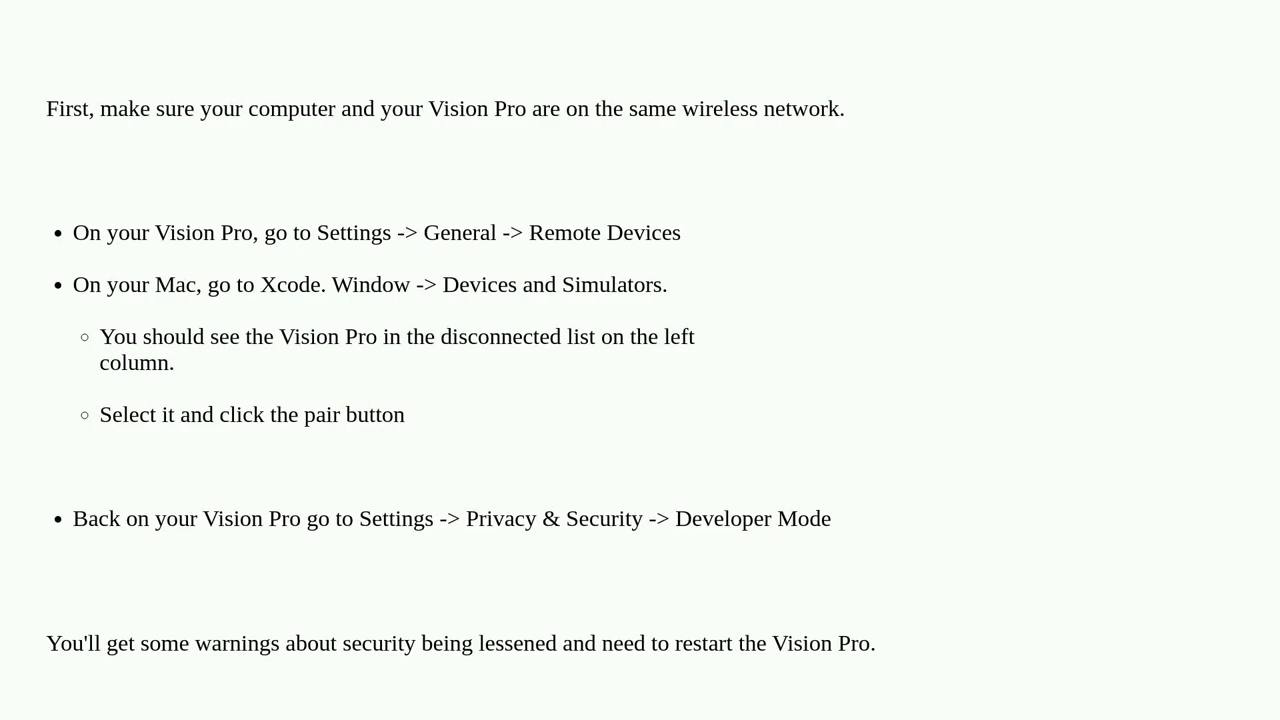 First, make sure your computer and your Vision Pro are on the same wireless network.
• On your Vision Pro, go to Settings -> General -> Remote Devices
• On your Mac, go to Xcode. Window -> Devices and Simulators.
◦ You should see the Vision Pro in the disconnected list on the left
column.
◦ Select it and click the pair button
• Back on your Vision Pro go to Settings -> Privacy & Security -> Developer Mode
You'll get some warnings about security being lessened and need to restart the Vision Pro.